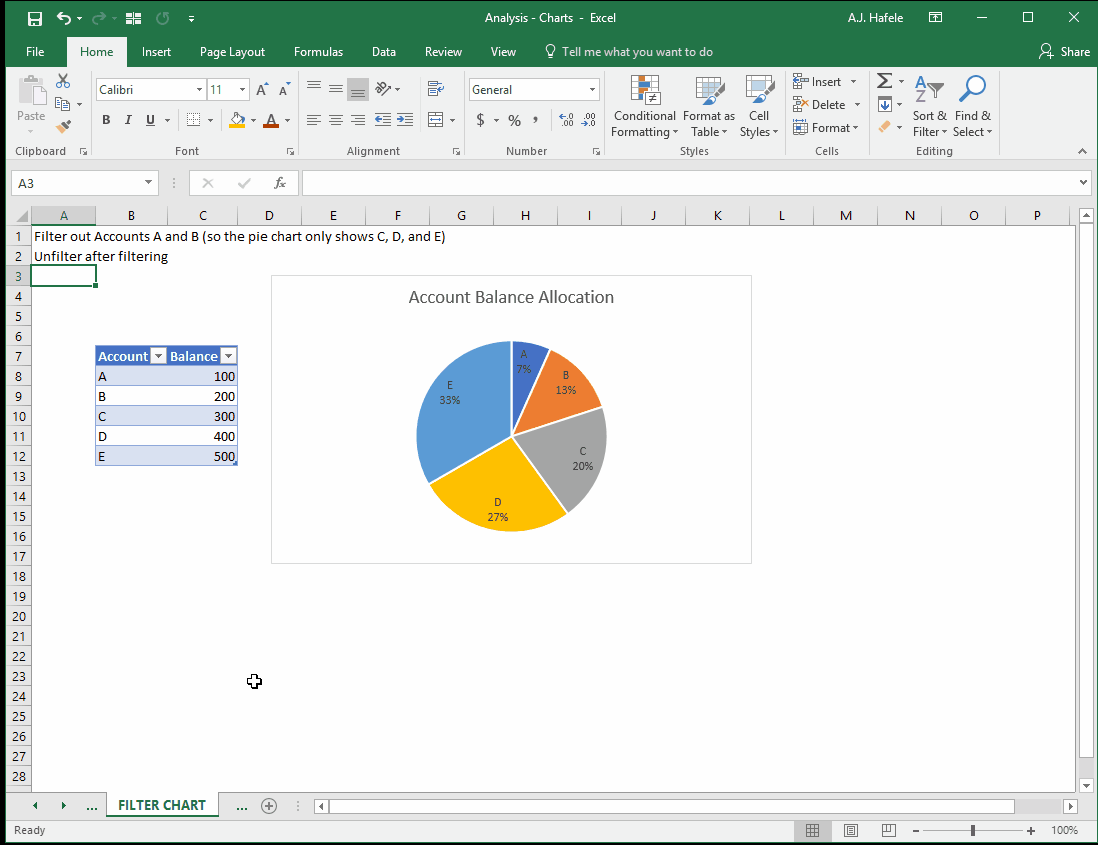 Analysis - Charts - Excel
A.J. Hafele
File Home Insert Page Layout Formulas Data Review View Tell me what you want to do Share
Paste
Calibri 11
General
Conditional Formatting
Format as Table
Cell Styles
Insert
Delete
Format
Sort & Filter
Find & Select
B I U A
$ % ,
Clipboard Font Alignment Number Styles Cells Editing
A3 fx
A B C D E F G H I J K L M N O P
1 Filter out Accounts A and B (so the pie chart only shows C, D, and E)
2 Unfilter after filtering
3
4
5
6
7 Account Balance
8 A 100
9 B 200
10 C 300
11 D 400
12 E 500
13
14
15
16
17
18
19
20
21
22
23
24
25
26
27
28
Account Balance Allocation
A
7%
B
13%
C
20%
D
27%
E
33%
... FILTER CHART ...
Ready 100%